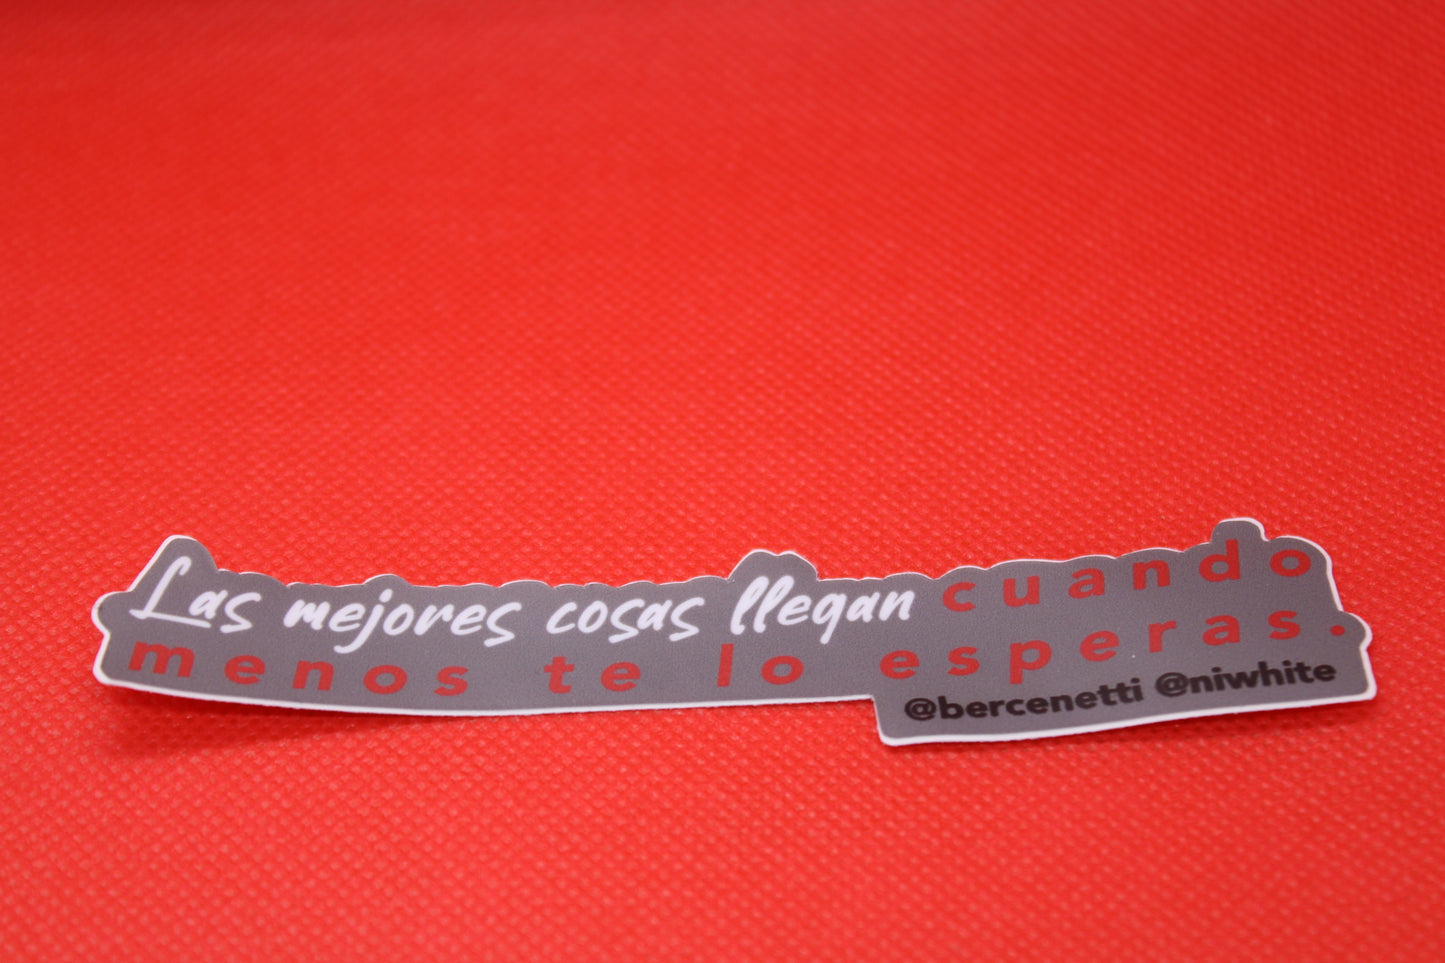 Las mejores cosas llegan cuando
menos te lo esperas.
@bercenetti @niwhite